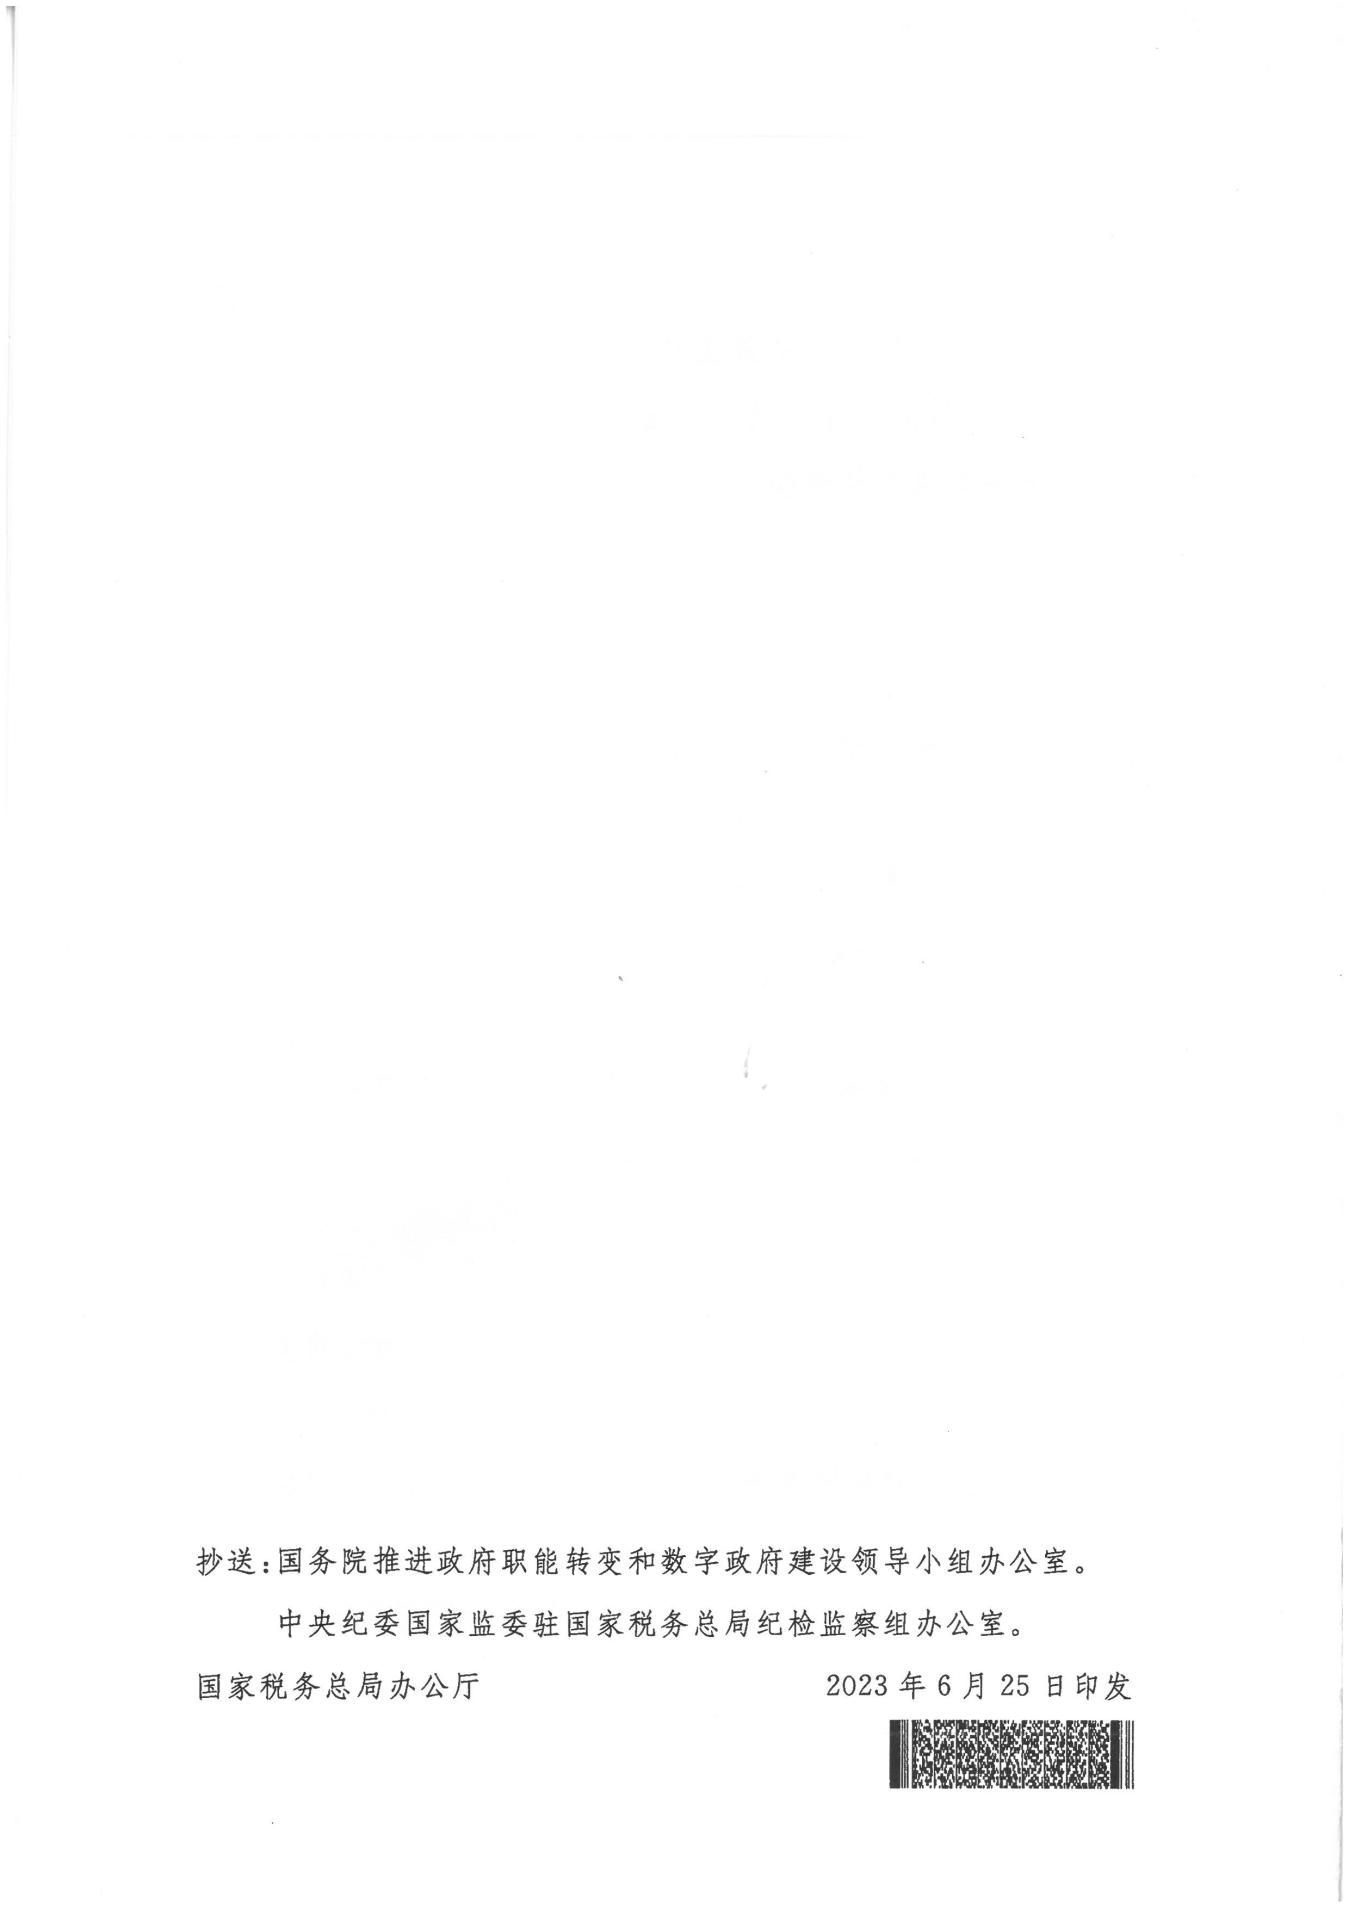 抄送：国务院推进政府职能转变和数字政府建设领导小组办公室。
中央纪委国家监委驻国家税务总局纪检监察组办公室。
国家税务总局办公厅 2023年6月25日印发